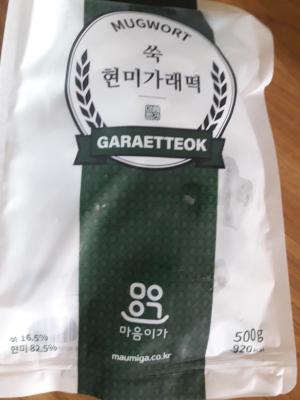 MUGWORT
쑥
현미가래떡
GARAETTEOK
마음이가
maumiga.co.kr
쑥 16.5%
현미 82.5%
500g
920kcal